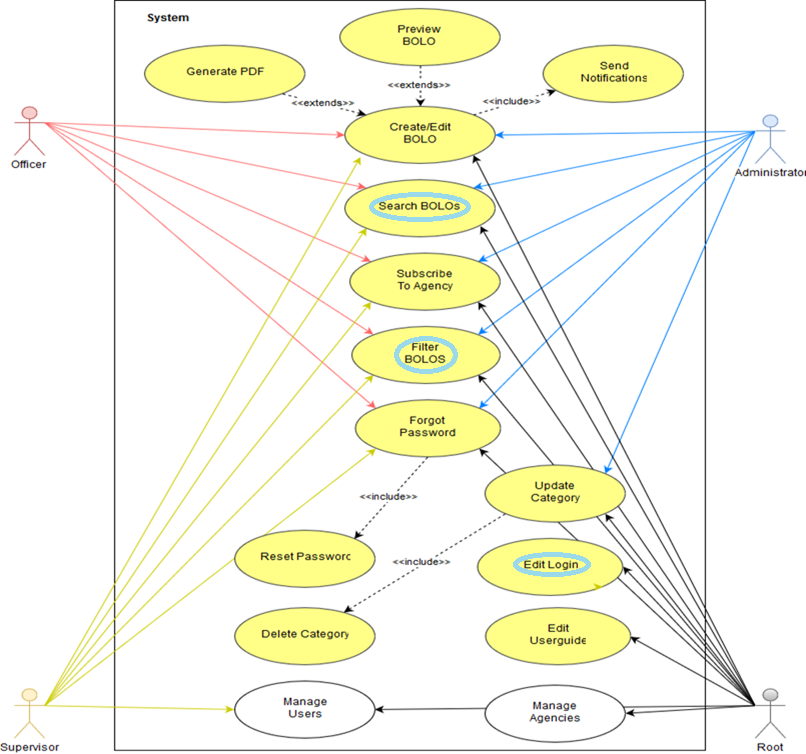 System
Preview
BOLO
Generate PDF
Send
Notifications
<<extends>>
<<extends>>
<<include>>
Create/Edit
BOLO
Officer
Administrator
Search BOLOs
Subscribe
To Agency
Filter
BOLOS
Forgot
Password
Update
Category
<<include>>
Reset Password
<<include>>
Edit Login
Delete Category
Edit
Userguide
Manage
Users
Manage
Agencies
Supervisor
Root